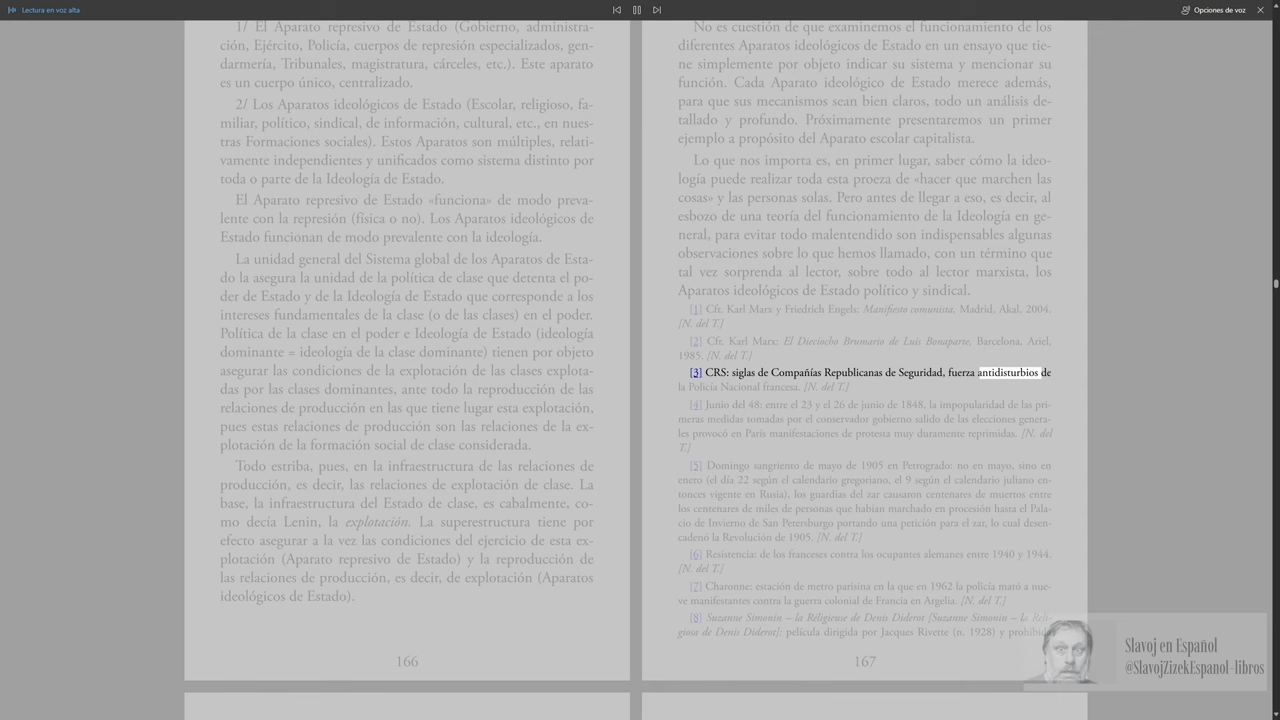 Lectura en voz alta
Opciones de voz
1/ El Aparato represivo de Estado (Gobierno, administra-
ción, Ejército, Policía, cuerpos de represión especializados, gen-
darmería, Tribunales, magistratura, cárceles, etc.). Este aparato
es un cuerpo único, centralizado.
2/ Los Aparatos ideológicos de Estado (Escolar, religioso, fa-
miliar, político, sindical, de información, cultural, etc., en nues-
tras Formaciones sociales). Estos Aparatos son múltiples, relati-
vamente independientes y unificados como sistema distinto por
toda o parte de la Ideología de Estado.
El Aparato represivo de Estado «funciona» de modo preva-
lente con la represión (física o no). Los Aparatos ideológicos de
Estado funcionan de modo prevalente con la ideología.
La unidad general del Sistema global de los Aparatos de Esta-
do la asegura la unidad de la política de clase que detenta el po-
der de Estado y de la Ideología de Estado que corresponde a los
intereses fundamentales de la clase (o de las clases) en el poder.
Política de la clase en el poder e Ideología de Estado (ideología
dominante = ideología de la clase dominante) tienen por objeto
asegurar las condiciones de la explotación de las clases explota-
das por las clases dominantes, ante todo la reproducción de las
relaciones de producción en las que tiene lugar esta explotación,
pues estas relaciones de producción son las relaciones de la ex-
plotación de la formación social de clase considerada.
Todo estriba, pues, en la infraestructura de las relaciones de
producción, es decir, las relaciones de explotación de clase. La
base, la infraestructura del Estado de clase, es cabalmente, co-
mo decía Lenin, la explotación. La superestructura tiene por
efecto asegurar a la vez las condiciones del ejercicio de esta ex-
plotación (Aparato represivo de Estado) y la reproducción de
las relaciones de producción, es decir, de explotación (Aparatos
ideológicos de Estado).
166
No es cuestión de que examinemos el funcionamiento de los
diferentes Aparatos ideológicos de Estado en un ensayo que tie-
ne simplemente por objeto indicar su sistema y mencionar su
función. Cada Aparato ideológico de Estado merece además,
para que sus mecanismos sean bien claros, todo un análisis de-
tallado y profundo. Próximamente presentaremos un primer
ejemplo a propósito del Aparato escolar capitalista.
Lo que nos importa es, en primer lugar, saber cómo la ideo-
logía puede realizar toda esta proeza de «hacer que marchen las
cosas» y las personas solas. Pero antes de llegar a eso, es decir, al
esbozo de una teoría del funcionamiento de la Ideología en ge-
neral, para evitar todo malentendido son indispensables algunas
observaciones sobre lo que hemos llamado, con un término que
tal vez sorprenda al lector, sobre todo al lector marxista, los
Aparatos ideológicos de Estado político y sindical.
[1] Cfr. Karl Marx y Friedrich Engels: Manifiesto comunista, Madrid, Akal, 2004.
[N. del T.]
[2] Cfr. Karl Marx: El Dieciocho Brumario de Luis Bonaparte, Barcelona, Ariel,
1985. [N. del T.]
[3] CRS: siglas de Compañías Republicanas de Seguridad, fuerza antidisturbios de
la Policía Nacional francesa. [N. del T.]
[4] Junio del 48: entre el 23 y el 26 de junio de 1848, la impopularidad de las pri-
meras medidas tomadas por el conservador gobierno salido de las elecciones genera-
les provocó en París manifestaciones de protesta muy duramente reprimidas. [N. del
T.]
[5] Domingo sangriento de mayo de 1905 en Petrogrado: no en mayo, sino en
enero (el día 22 según el calendario gregoriano, el 9 según el calendario juliano en-
tonces vigente en Rusia), los guardias del zar causaron centenares de muertos entre
los centenares de miles de personas que habían marchado en procesión hasta el Pala-
cio de Invierno de San Petersburgo portando una petición para el zar, lo cual desen-
cadenó la Revolución de 1905. [N. del T.]
[6] Resistencia: de los franceses contra los ocupantes alemanes entre 1940 y 1944.
[N. del T.]
[7] Charonne: estación de metro parisina en la que en 1962 la policía mató a nue-
ve manifestantes contra la guerra colonial de Francia en Argelia. [N. del T.]
[8] Suzanne Simonin – la Réligieuse de Denis Diderot [Suzanne Simonin – la Reli-
giosa de Denis Diderot]: película dirigida por Jacques Rivette (n. 1928) y prohibida
167
Slavoj en Español
@SlavojZizekEspanol-libros